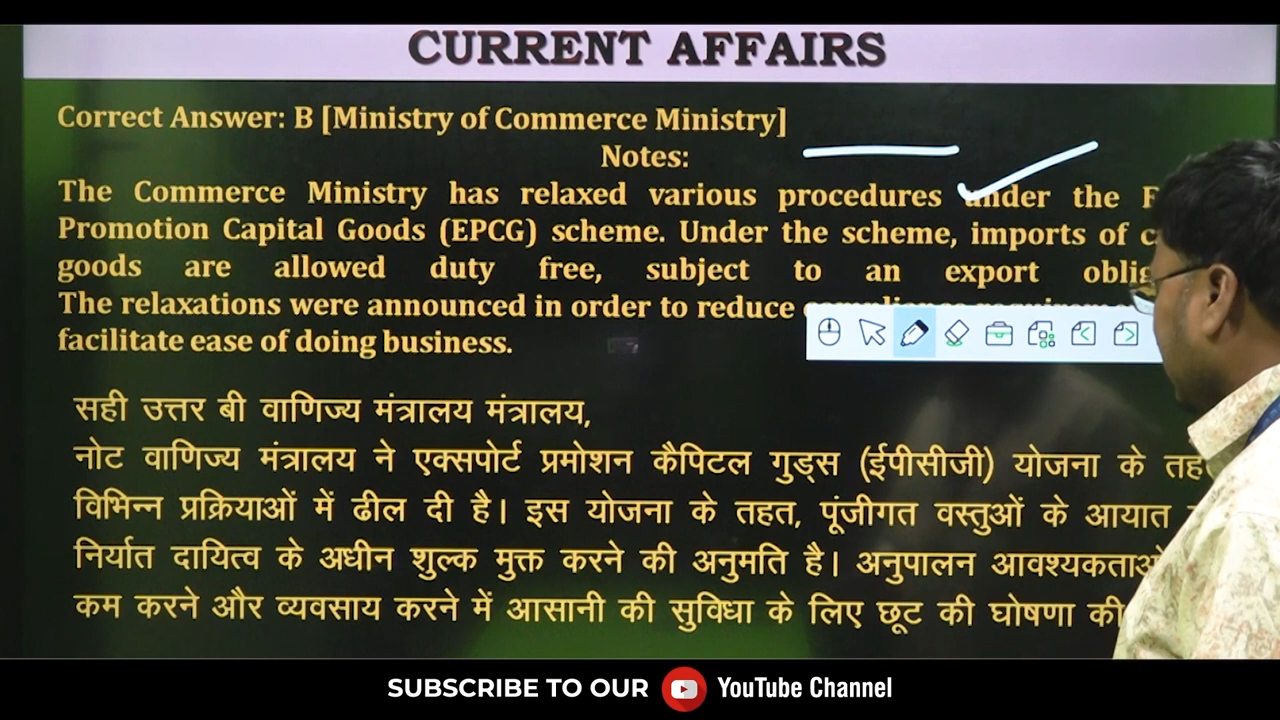 CURRENT AFFAIRS
Correct Answer: B [Ministry of Commerce Ministry]
Notes:
The Commerce Ministry has relaxed various procedures under the
Promotion Capital Goods (EPCG) scheme. Under the scheme, imports of
goods are allowed duty free, subject to an export
The relaxations were announced in order to reduce
facilitate ease of doing business.
सही उत्तर बी वाणिज्य मंत्रालय मंत्रालय,
नोट वाणिज्य मंत्रालय ने एक्सपोर्ट प्रमोशन कैपिटल गुड्स (ईपीसीजी) योजना के
विभिन्न प्रक्रियाओं में ढील दी है। इस योजना के तहत, पूंजीगत वस्तुओं के आयात
निर्यात दायित्व के अधीन शुल्क मुक्त करने की अनुमति है। अनुपालन
कम करने और व्यवसाय करने में आसानी की सुविधा के लिए छूट की घोषणा की
SUBSCRIBE TO OUR YouTube Channel